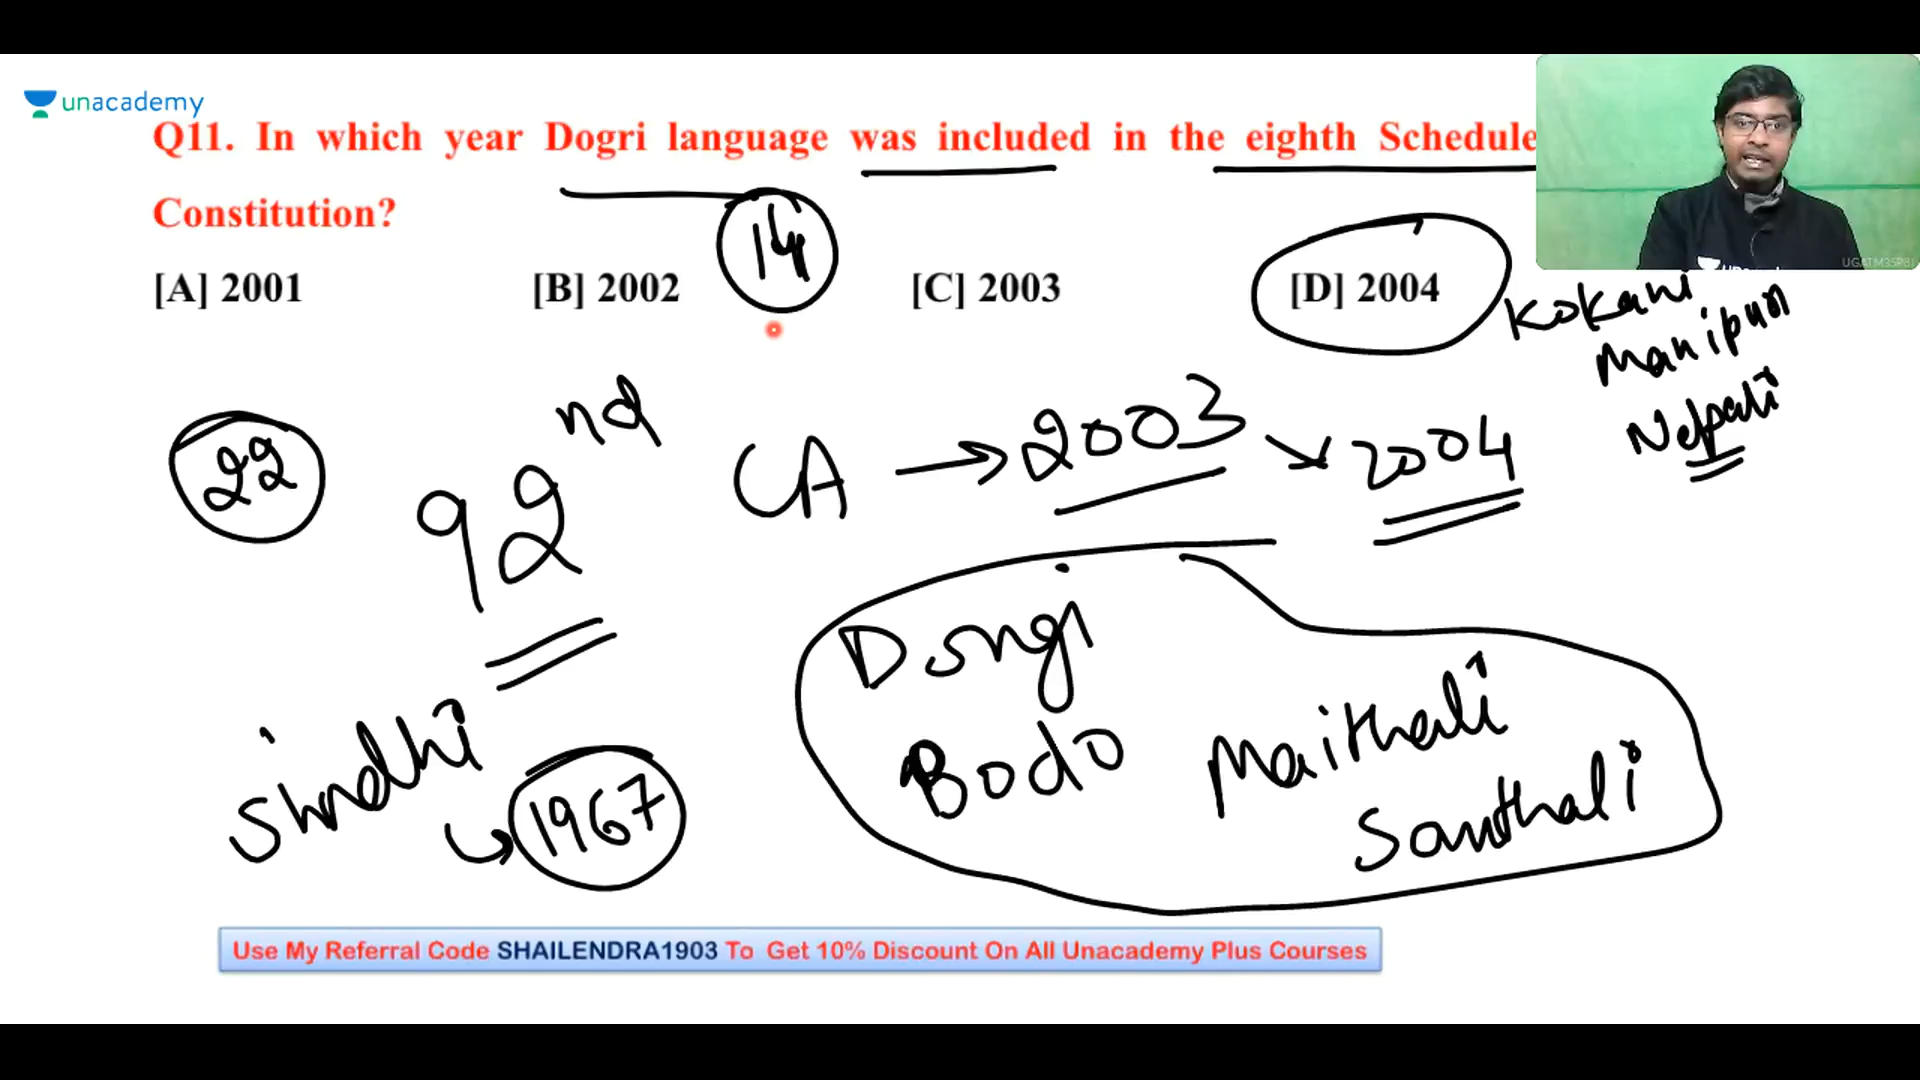 unacademy
Q11. In which year Dogri language was included in the eighth Schedule
Constitution?
14
[A] 2001 [B] 2002 [C] 2003 [D] 2004
Kokani
Manipuri
Nepali
22 92nd CA → 2003 → 2004
Dongi
Bodo Maithali
Santhali
Sindhi
1967
Use My Referral Code SHAILENDRA1903 To Get 10% Discount On All Unacademy Plus Courses